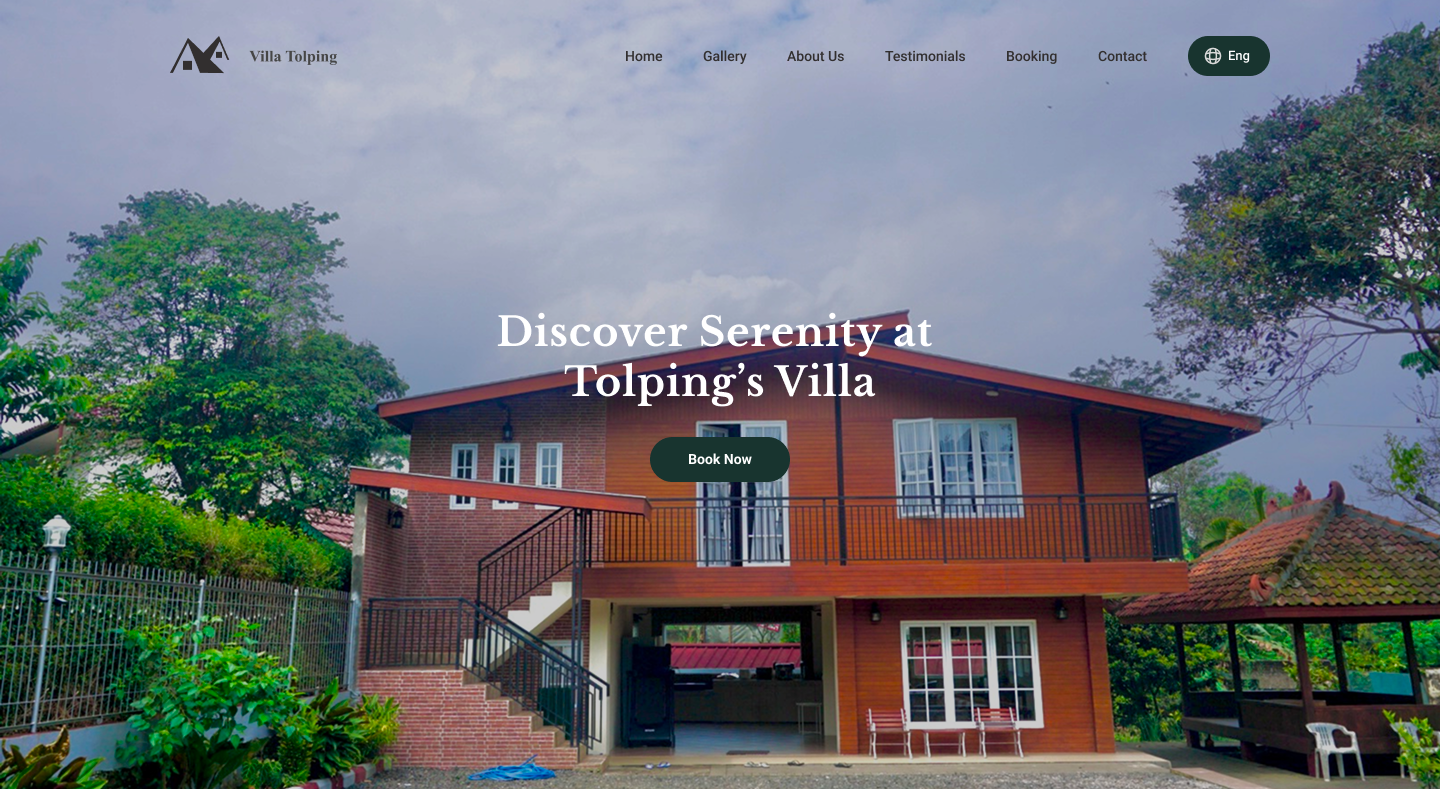 Villa Tolping
Home Gallery About Us Testimonials Booking Contact Eng
Discover Serenity at
Tolping’s Villa
Book Now